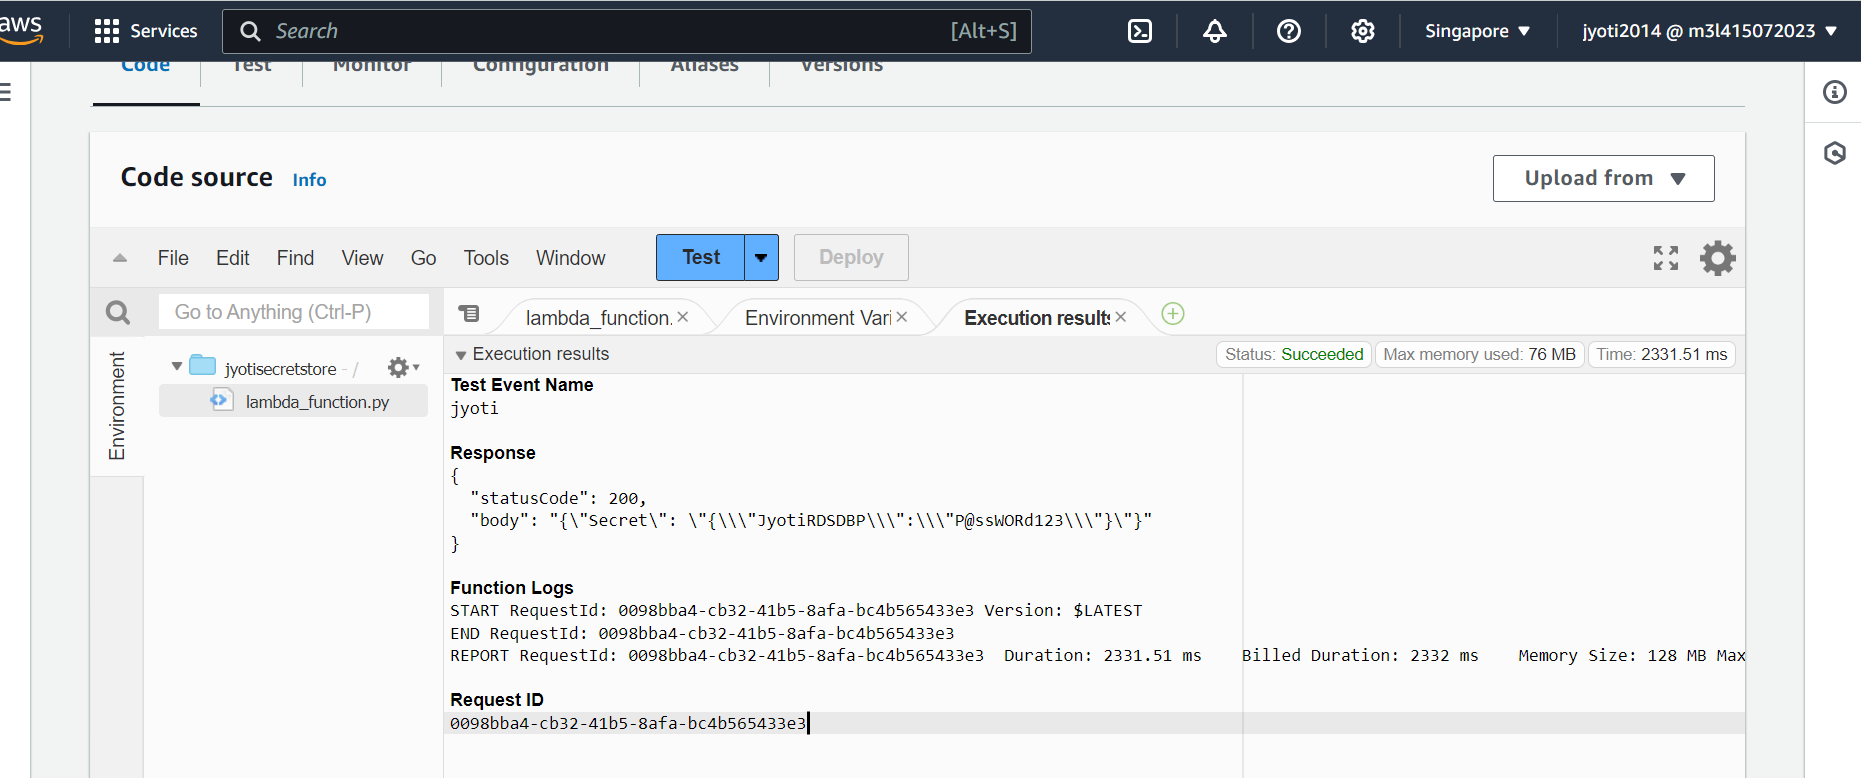 aws
Services
Search
[Alt+S]
Singapore
jyoti2014 @ m3l415072023
Code
Test
Monitor
Configuration
Aliases
Versions
Code source
Info
Upload from
File
Edit
Find
View
Go
Tools
Window
Test
Deploy
Go to Anything (Ctrl-P)
lambda_function.
Environment Vari
Execution results
Environment
jyotisecretstore - /
lambda_function.py
Execution results
Status: Succeeded
Max memory used: 76 MB
Time: 2331.51 ms
Test Event Name
jyoti
Response
{
"statusCode": 200,
"body": "{\"Secret\": \"{\\\"JyotiRDSDBP\\\":\\\"P@ssWORd123\\\"}\"}"
}
Function Logs
START RequestId: 0098bba4-cb32-41b5-8afa-bc4b565433e3 Version: $LATEST
END RequestId: 0098bba4-cb32-41b5-8afa-bc4b565433e3
REPORT RequestId: 0098bba4-cb32-41b5-8afa-bc4b565433e3 Duration: 2331.51 ms Billed Duration: 2332 ms Memory Size: 128 MB Max
Request ID
0098bba4-cb32-41b5-8afa-bc4b565433e3